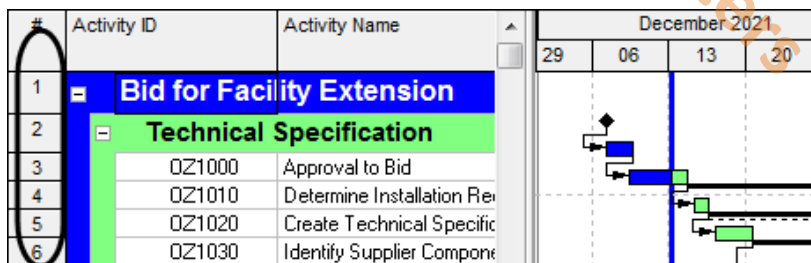 # Activity ID Activity Name December 2021
29 06 13 20
1 Bid for Facility Extension
2 Technical Specification
3 OZ1000 Approval to Bid
4 OZ1010 Determine Installation Re
5 OZ1020 Create Technical Specific
6 OZ1030 Identify Supplier Compone
ers